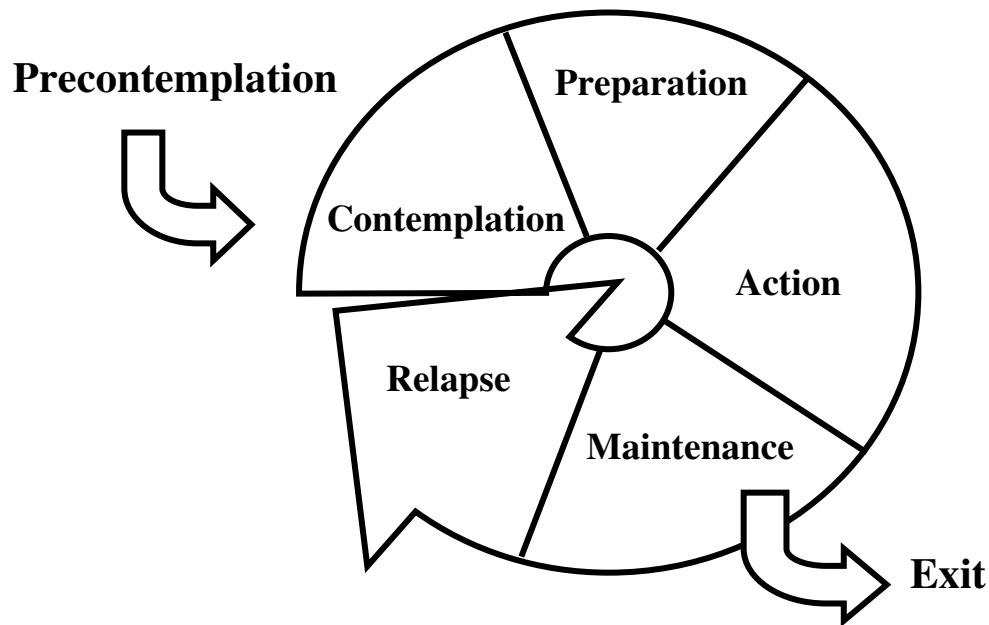 Precontemplation
Preparation
Contemplation
Action
Relapse
Maintenance
Exit